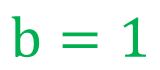 b = 1